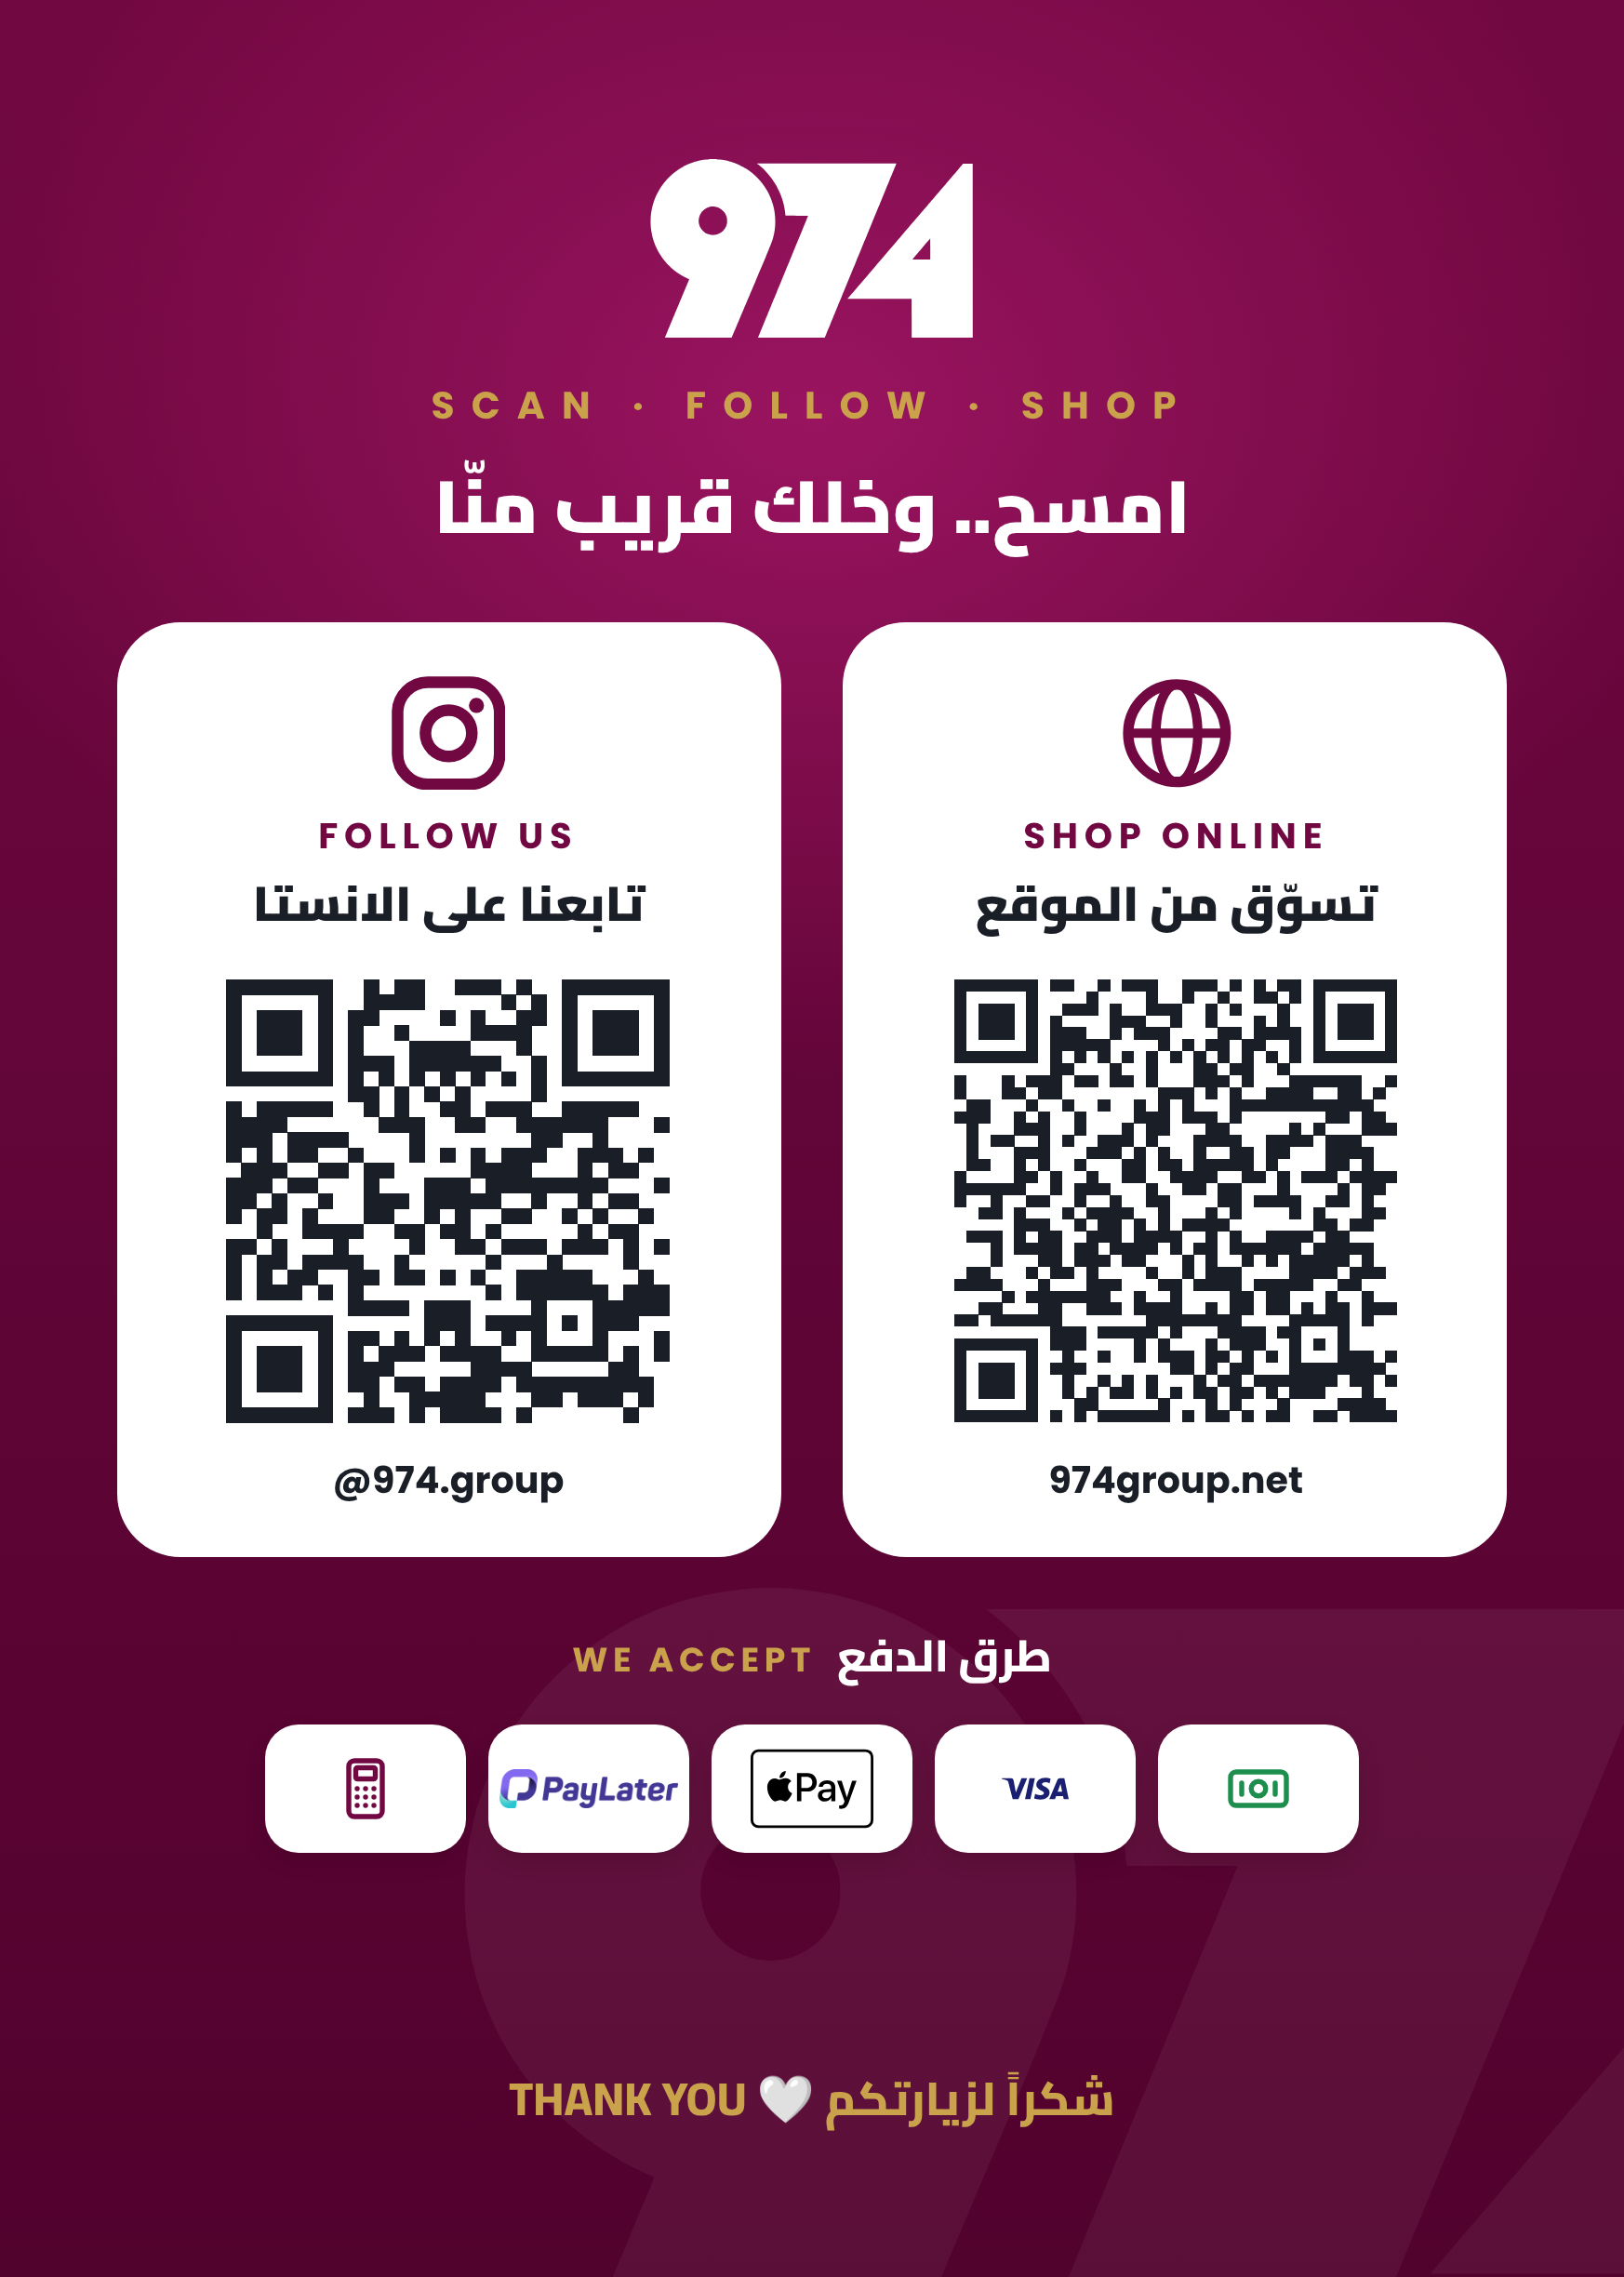 974
SCAN · FOLLOW · SHOP
امسح.. وخلك قريب منّا
FOLLOW US
تابعنا على الانستا
@974.group
SHOP ONLINE
تسوّق من الموقع
974group.net
WE ACCEPT طرق الدفع
PayLater
Pay
VISA
THANK YOU 🤍 شكراً لزيارتكم